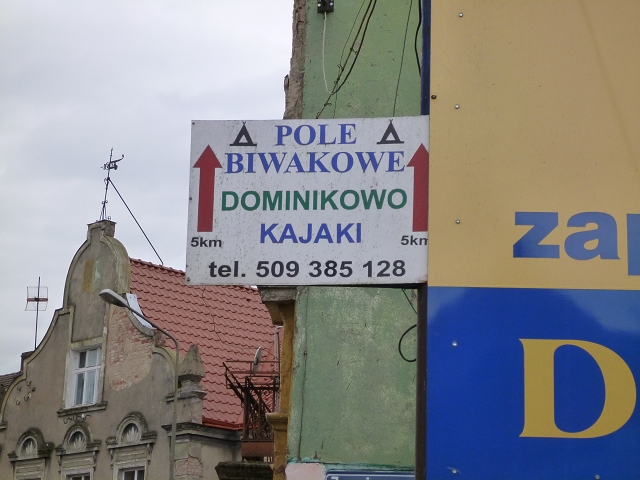 POLE
BIWAKOWE
DOMINIKOWO
KAJAKI
5km 5km
tel. 509 385 128
zap
D